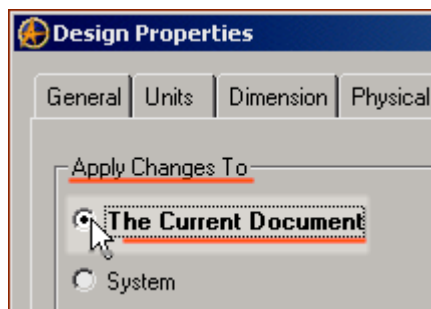 Design Properties
General Units Dimension Physical
Apply Changes To
The Current Document
System